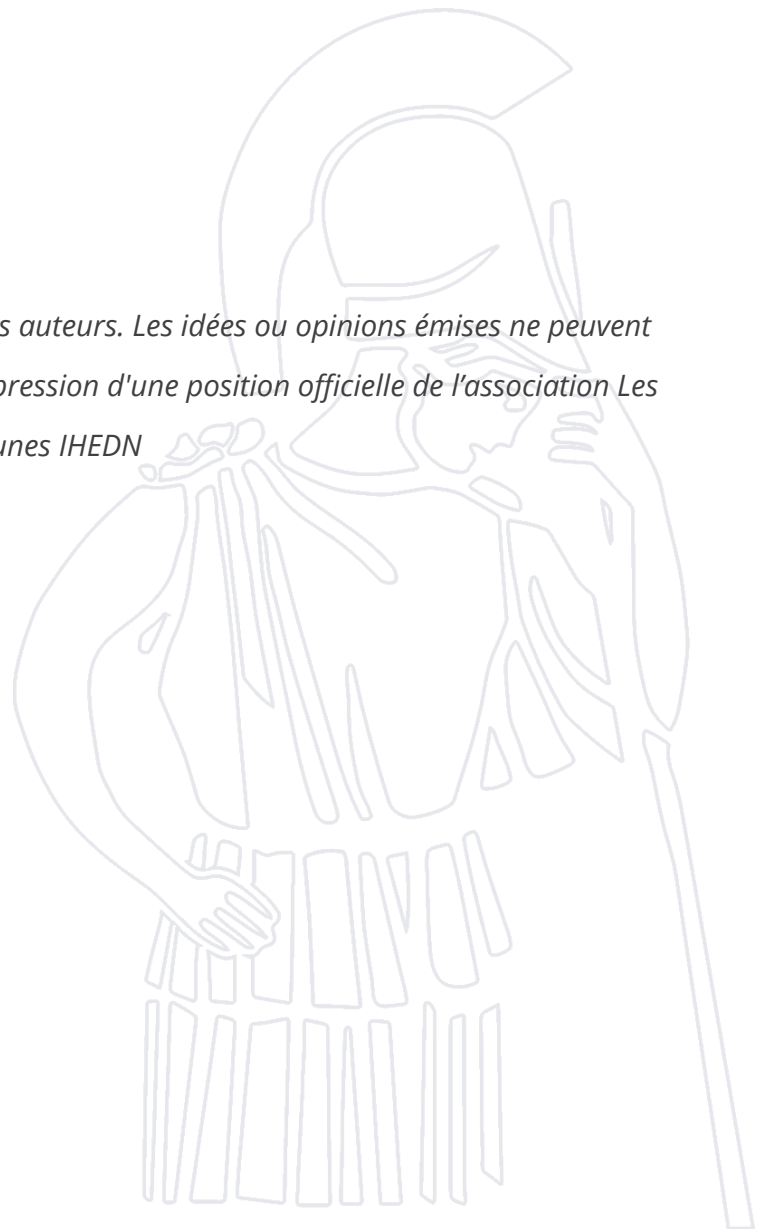 s auteurs. Les idées ou opinions émises ne peuvent
pression d'une position officielle de l'association Les
unes IHEDN